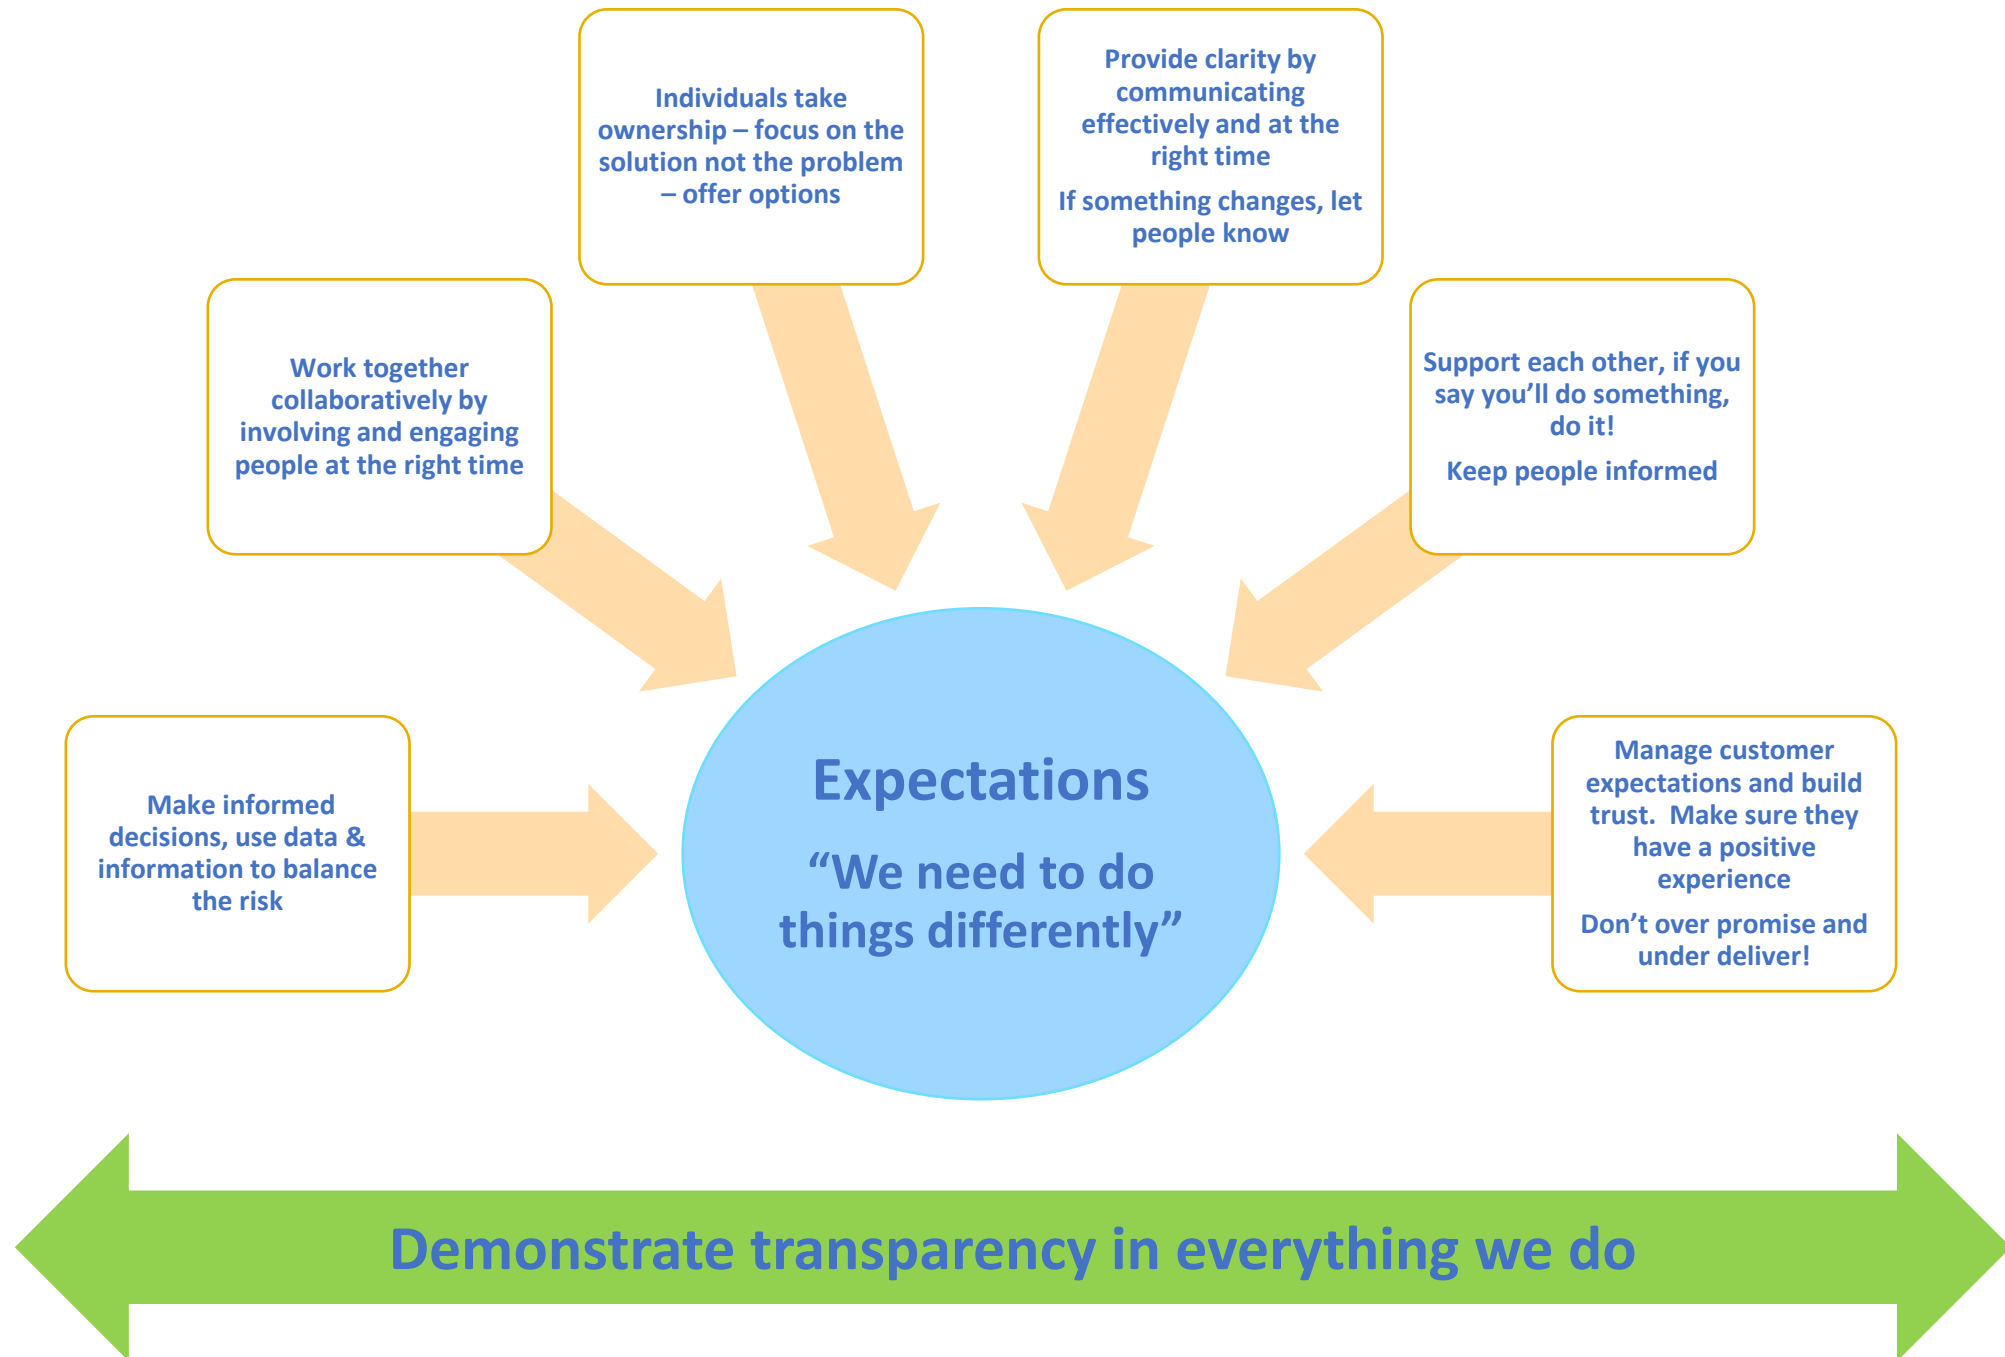 Individuals take
ownership – focus on the
solution not the problem
– offer options
Provide clarity by
communicating
effectively and at the
right time
If something changes, let
people know
Work together
collaboratively by
involving and engaging
people at the right time
Support each other, if you
say you’ll do something,
do it!
Keep people informed
Make informed
decisions, use data &
information to balance
the risk
Expectations
“We need to do
things differently”
Manage customer
expectations and build
trust.  Make sure they
have a positive
experience
Don’t over promise and
under deliver!
Demonstrate transparency in everything we do